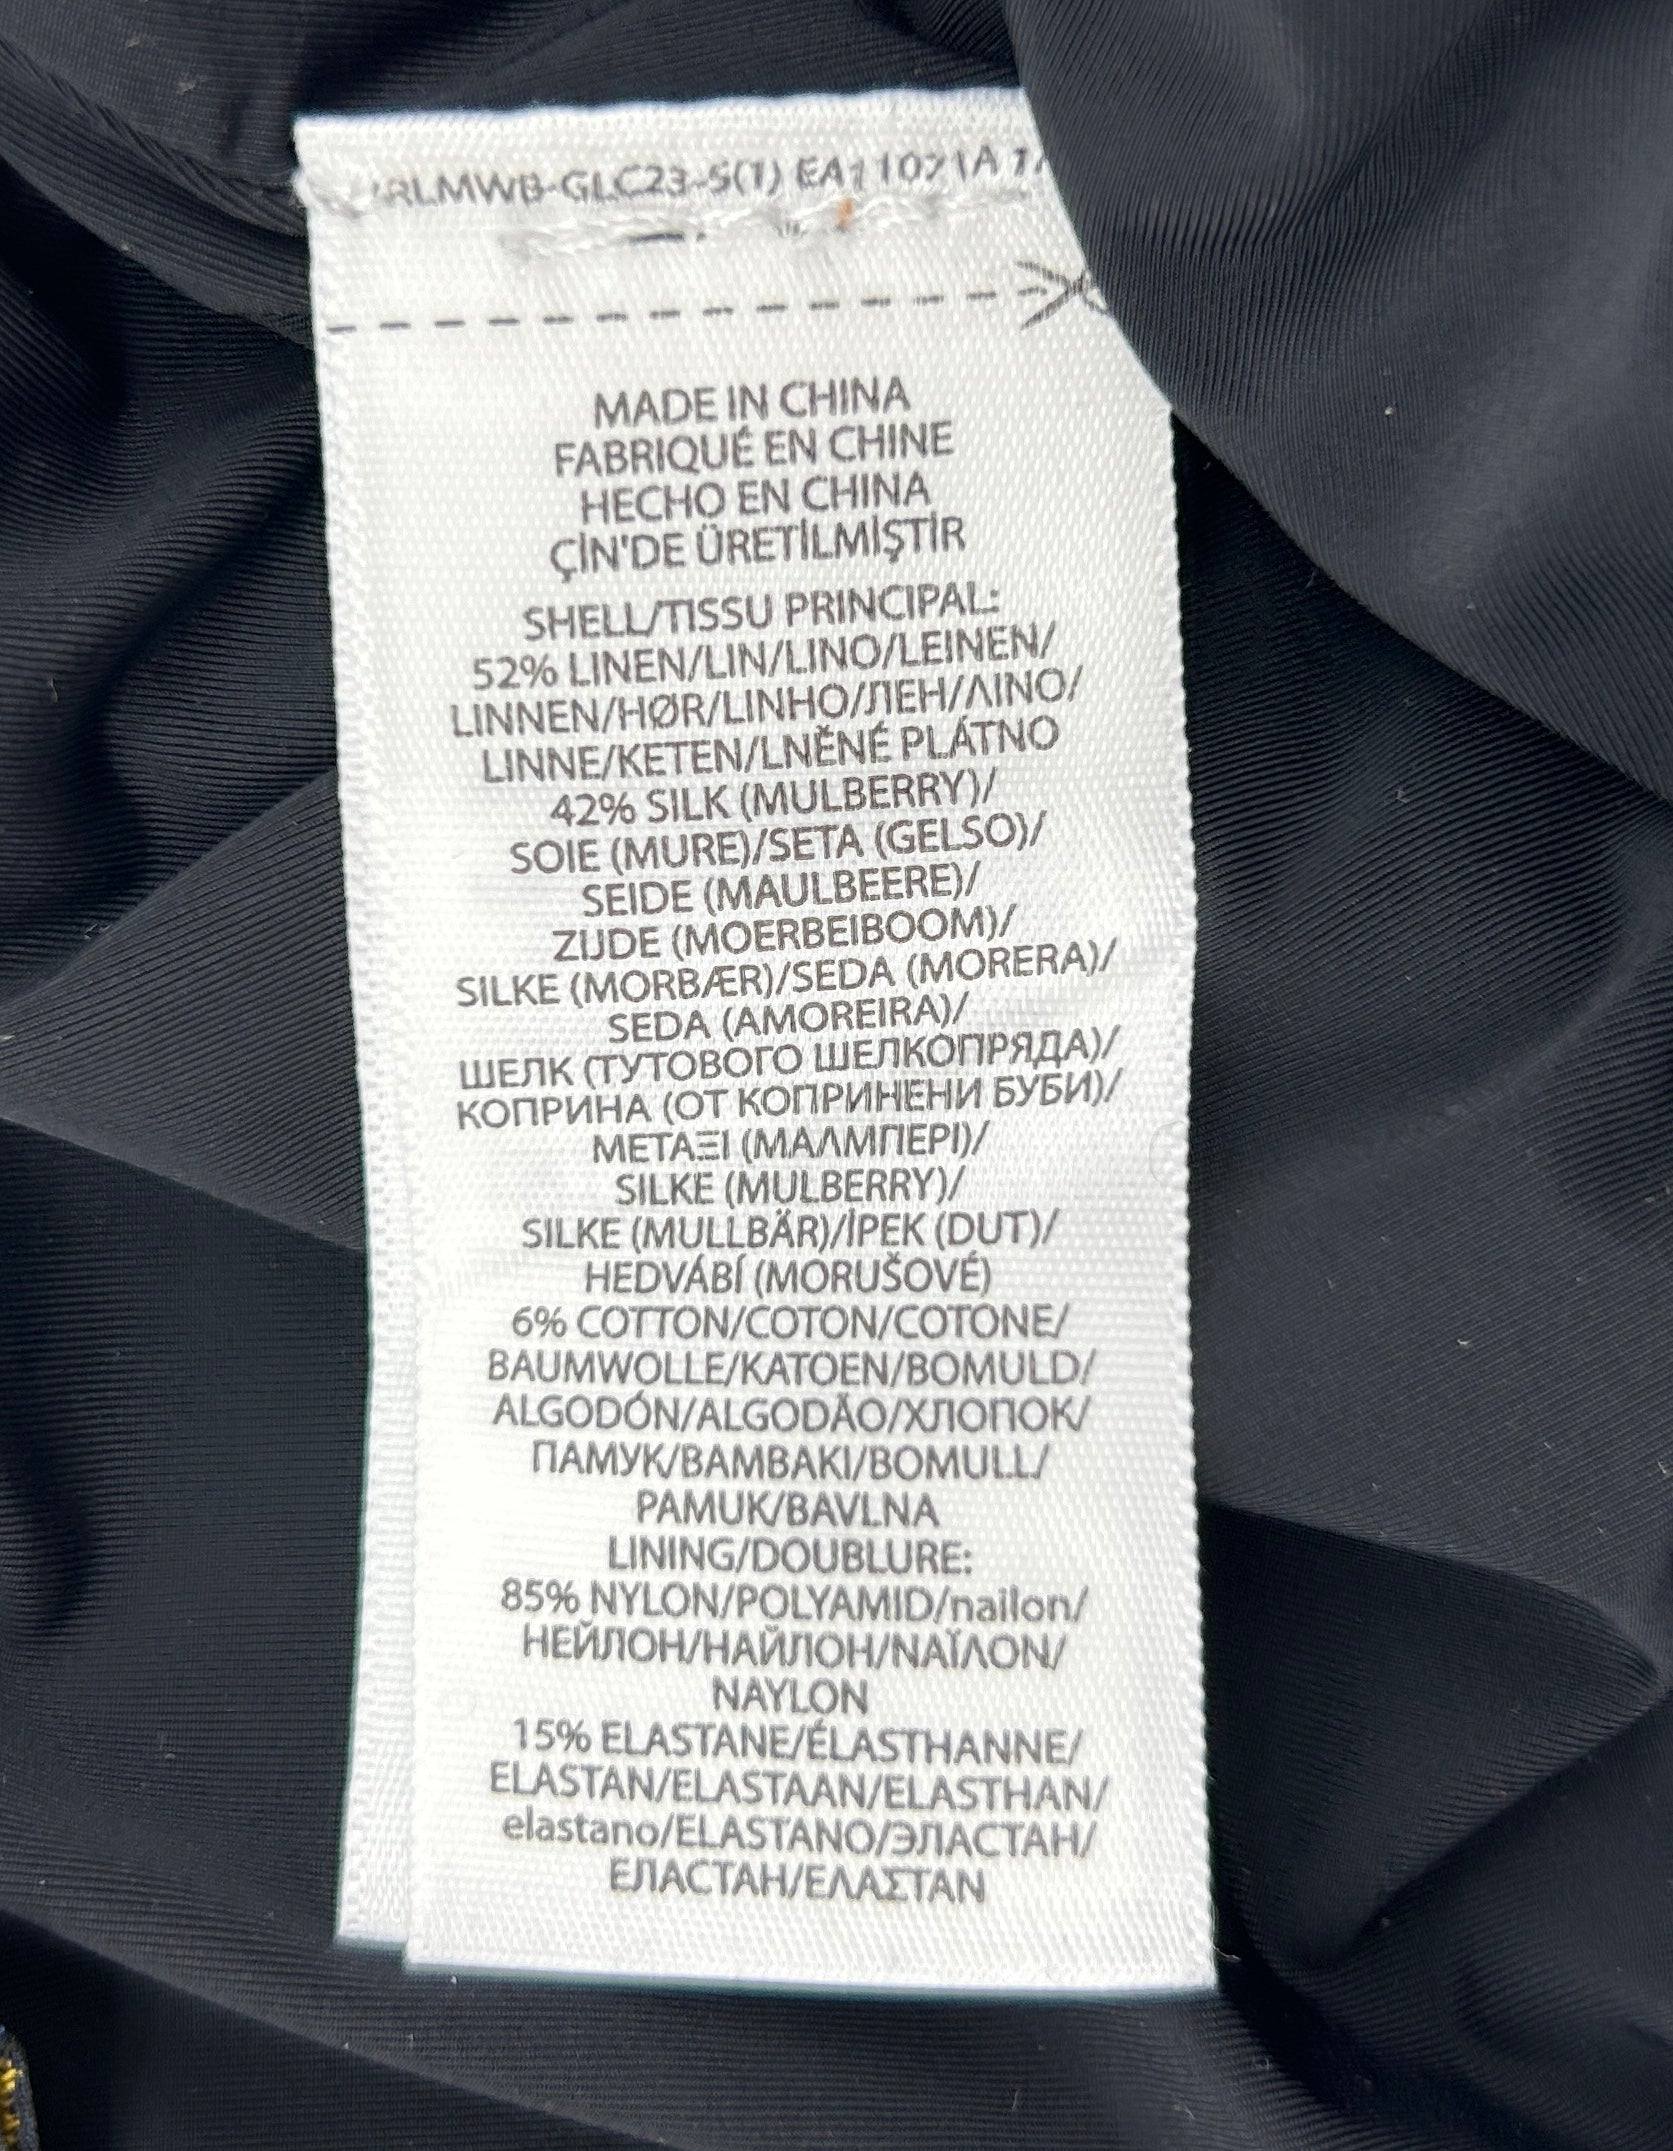 RLMWB-GLC23-S(1)
MADE IN CHINA
FABRIQUÉ EN CHINE
HECHO EN CHINA
ÇİN'DE ÜRETİLMİŞTİR
SHELL/TISSU PRINCIPAL:
52% LINEN/LIN/LINO/LEINEN/
LINNEN/HØR/LINHO/ЛЕН/ΛΙΝΟ/
LINNE/KETEN/LNĚNÉ PLÁTNO
42% SILK (MULBERRY)/
SOIE (MURE)/SETA (GELSO)/
SEIDE (MAULBEERE)/
ZIJDE (MOERBEIBOOM)/
SILKE (MORBÆR)/SEDA (MORERA)/
SEDA (AMOREIRA)/
ШЕЛК (ТУТОВОГО ШЕЛКОПРЯДА)/
КОПРИНА (ОТ КОПРИНЕНИ БУБИ)/
ΜΕΤΑΞΙ (ΜΑΛΜΠΕΡΙ)/
SILKE (MULBERRY)/
SILKE (MULLBÄR)/İPEK (DUT)/
HEDVÁBÍ (MORUŠOVÉ)
6% COTTON/COTON/COTONE/
BAUMWOLLE/KATOEN/BOMULD/
ALGODÓN/ALGODÃO/ХЛОПОК/
ПАМУК/ΒΑΜΒΑΚΙ/BOMULL/
PAMUK/BAVLNA
LINING/DOUBLURE:
85% NYLON/POLYAMID/nailon/
НЕЙЛОН/НАЙЛОН/ΝΑΪΛΟΝ/
NAYLON
15% ELASTANE/ÉLASTHANNE/
ELASTAN/ELASTAAN/ELASTHAN/
elastano/ELASTANO/ЭЛАСТАН/
ЕЛАСТАН/ΕΛΑΣΤΑΝ